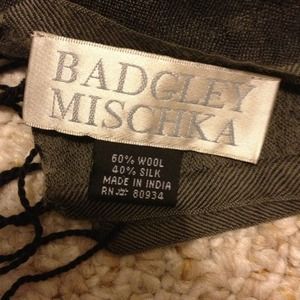 BADGLEY
MISCHKA
60% WOOL
40% SILK
MADE IN INDIA
RN # 80934